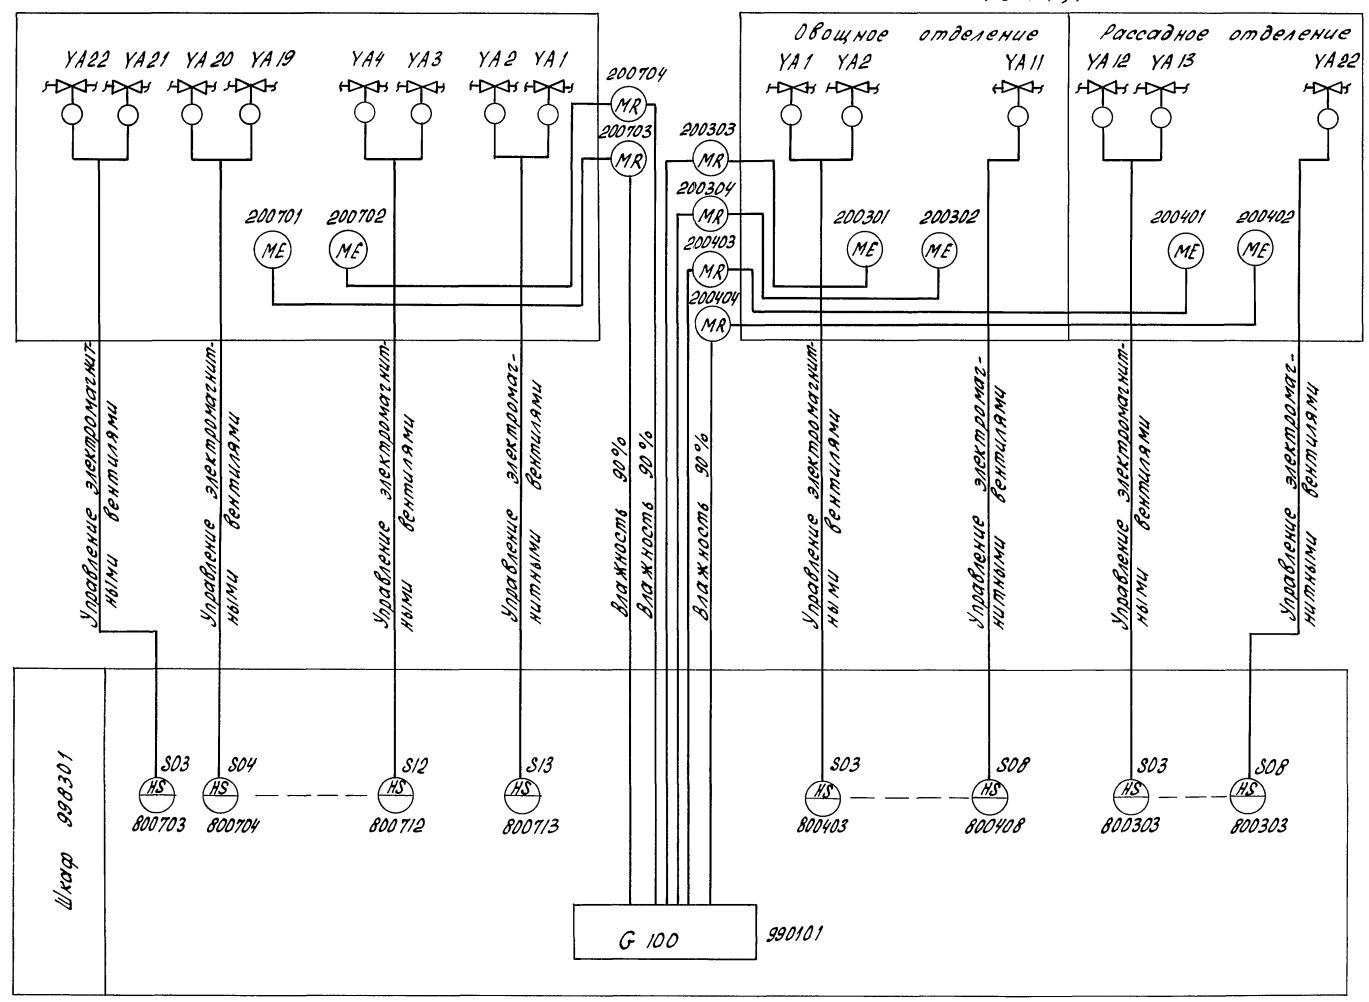 Овощное отделение
Рассадное отделение
YA22 YA21 YA20 YA19 YA4 YA3 YA2 YA1
YA1 YA2 YA11 YA12 YA13 YA22
200704
MR
200703
MR
200303
MR
200304
MR
200403
MR
200404
MR
200701
ME
200702
ME
200301
ME
200302
ME
200401
ME
200402
ME
Управление электромагнит-
ными вентилями
Управление электромагнит-
ными вентилями
Управление электромагнит-
ными вентилями
Управление электромаг-
нитными вентилями
Влажность 90%
Влажность 90%
Влажность 90%
Управление электромагнит-
ными вентилями
Управление электромаг-
нитными вентилями
Управление электромагнит-
ными вентилями
Управление электромаг-
нитными вентилями
Шкаф 998301
S03
HS
800703
S04
HS
800704
S12
HS
800712
S13
HS
800713
S03
HS
800403
S08
HS
800408
S03
HS
800303
S08
HS
800303
G 100
990101